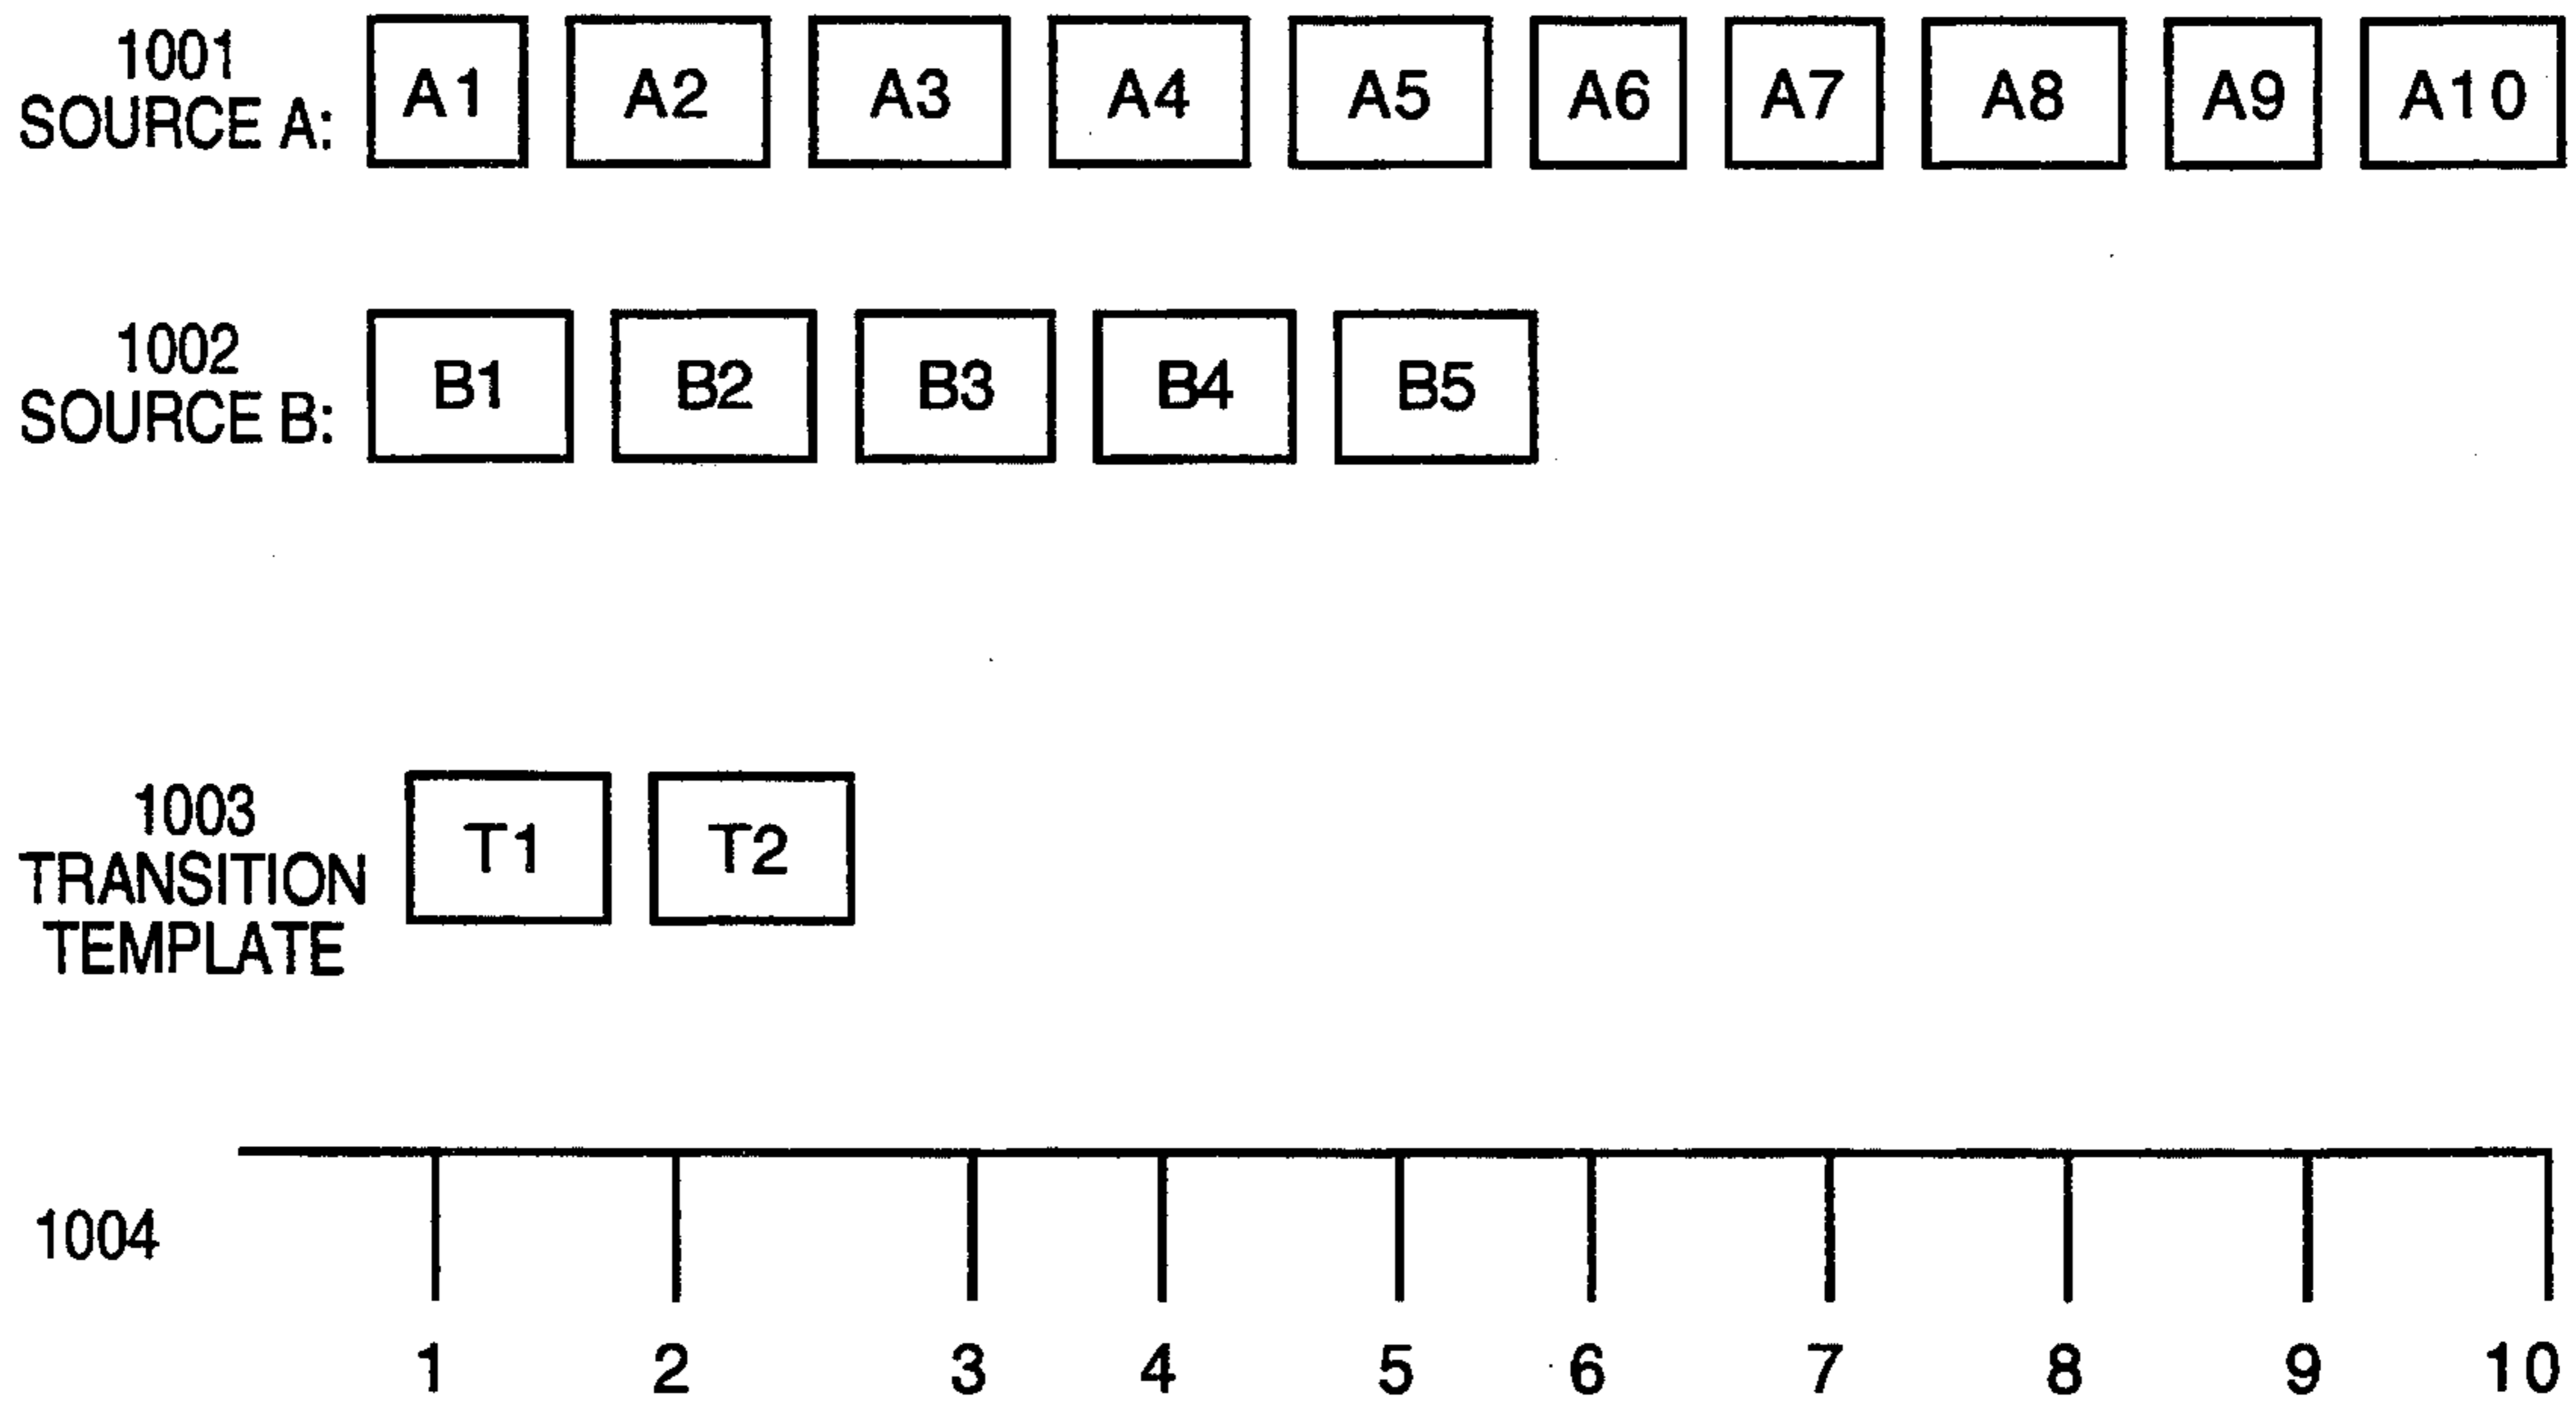 1001
SOURCE A:
A1 A2 A3 A4 A5 A6 A7 A8 A9 A10
1002
SOURCE B:
B1 B2 B3 B4 B5
1003
TRANSITION
TEMPLATE
T1 T2
1004
1 2 3 4 5 6 7 8 9 10